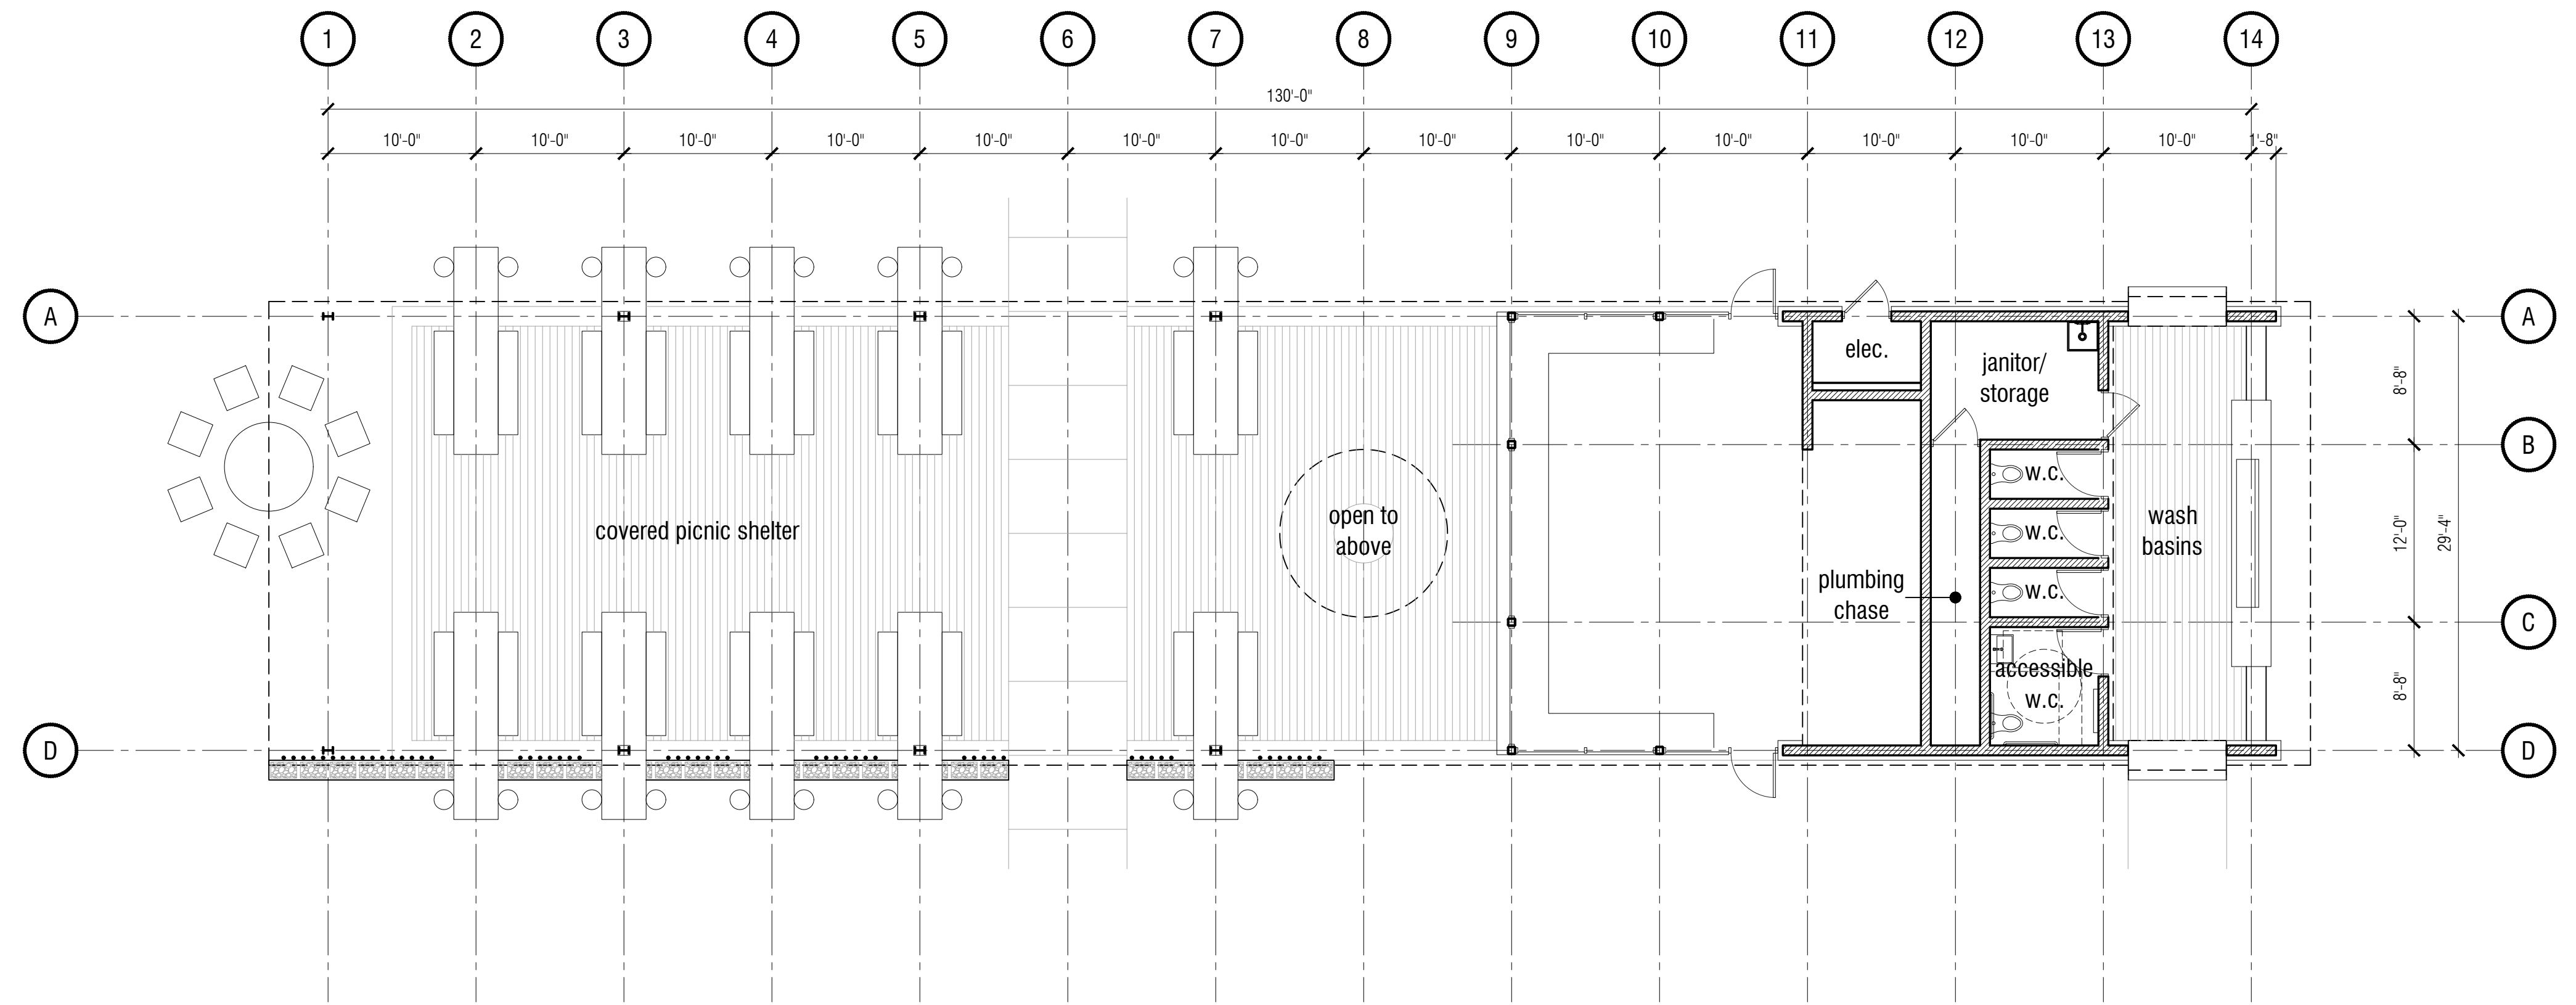 1 2 3 4 5 6 7 8 9 10 11 12 13 14
130'-0"
10'-0" 10'-0" 10'-0" 10'-0" 10'-0" 10'-0" 10'-0" 10'-0" 10'-0" 10'-0" 10'-0" 10'-0" 10'-0" 1'-8"
A A
elec.
janitor/
storage
8'-8"
B B
w.c.
covered picnic shelter
open to
above
w.c.
wash
basins
12'-0"
29'-4"
plumbing
chase
w.c.
C C
accessible
w.c.
8'-8"
D D